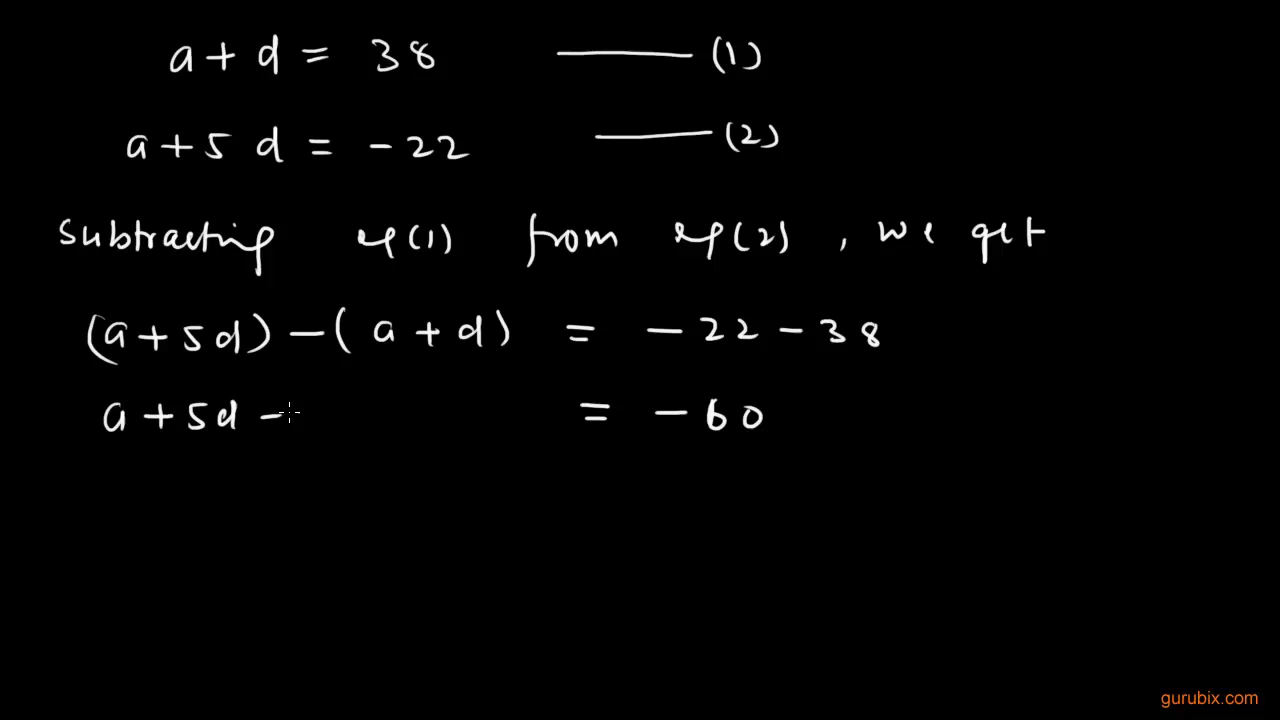 a + d = 38 —— (1)
a + 5 d = -22 —— (2)
Subtracting eq(1) from eq(2), we get
(a + 5d) - (a + d) = -22 - 38
a + 5d - = -60
gurubix.com